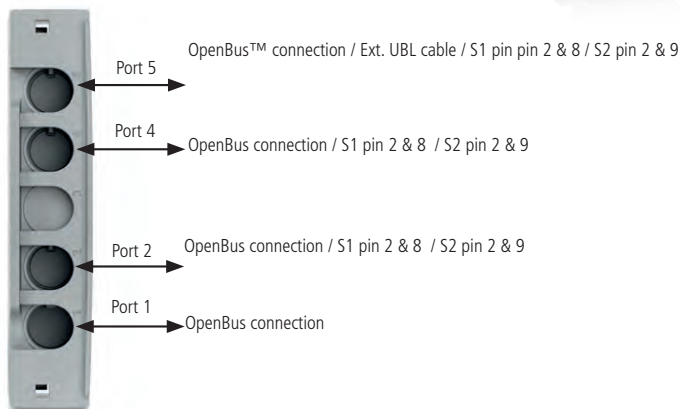 OpenBus™ connection / Ext. UBL cable / S1 pin pin 2 & 8 / S2 pin 2 & 9
Port 5
Port 4
OpenBus connection / S1 pin 2 & 8 / S2 pin 2 & 9
Port 2
OpenBus connection / S1 pin 2 & 8 / S2 pin 2 & 9
Port 1
OpenBus connection